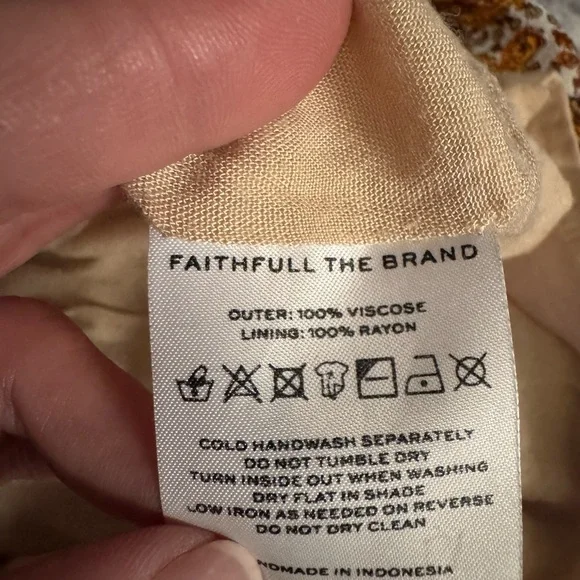 FAITHFULL THE BRAND
OUTER: 100% VISCOSE
LINING: 100% RAYON
COLD HANDWASH SEPARATELY
DO NOT TUMBLE DRY
TURN INSIDE OUT WHEN WASHING
DRY FLAT IN SHADE
LOW IRON AS NEEDED ON REVERSE
DO NOT DRY CLEAN
NDMADE IN INDONESIA